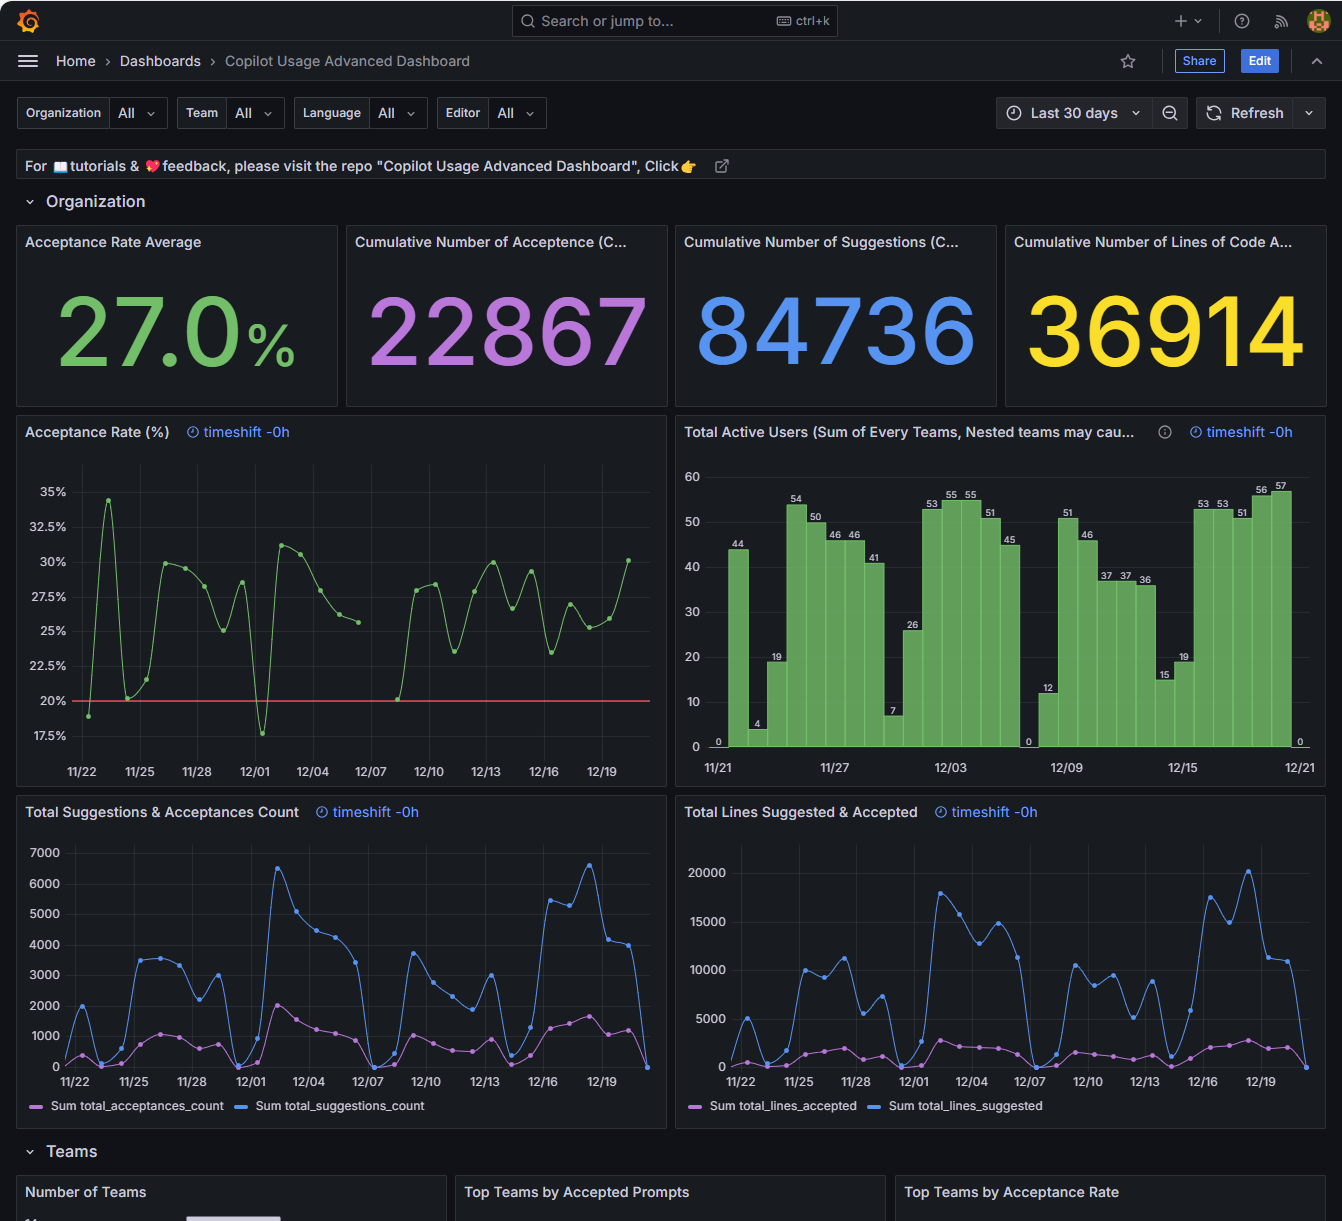 Search or jump to... ctrl+k
Home › Dashboards › Copilot Usage Advanced Dashboard
Share
Edit
Organization All
Team All
Language All
Editor All
Last 30 days
Refresh
For 📖tutorials & 💖feedback, please visit the repo "Copilot Usage Advanced Dashboard", Click👉
Organization
Acceptance Rate Average
27.0%
Cumulative Number of Acceptence (C...
22867
Cumulative Number of Suggestions (C...
84736
Cumulative Number of Lines of Code A...
36914
Acceptance Rate (%) timeshift -0h
35%
32.5%
30%
27.5%
25%
22.5%
20%
17.5%
11/22 11/25 11/28 12/01 12/04 12/07 12/10 12/13 12/16 12/19
Total Active Users (Sum of Every Teams, Nested teams may cau... timeshift -0h
60
50
40
30
20
10
0
0 44 4 19 54 50 46 46 41 7 26 53 55 55 51 45 0 12 51 46 37 37 36 15 19 53 53 51 56 57 0
11/21 11/27 12/03 12/09 12/15 12/21
Total Suggestions & Acceptances Count timeshift -0h
7000
6000
5000
4000
3000
2000
1000
0
11/22 11/25 11/28 12/01 12/04 12/07 12/10 12/13 12/16 12/19
Sum total_acceptances_count Sum total_suggestions_count
Total Lines Suggested & Accepted timeshift -0h
20000
15000
10000
5000
0
11/22 11/25 11/28 12/01 12/04 12/07 12/10 12/13 12/16 12/19
Sum total_lines_accepted Sum total_lines_suggested
Teams
Number of Teams
Top Teams by Accepted Prompts
Top Teams by Acceptance Rate